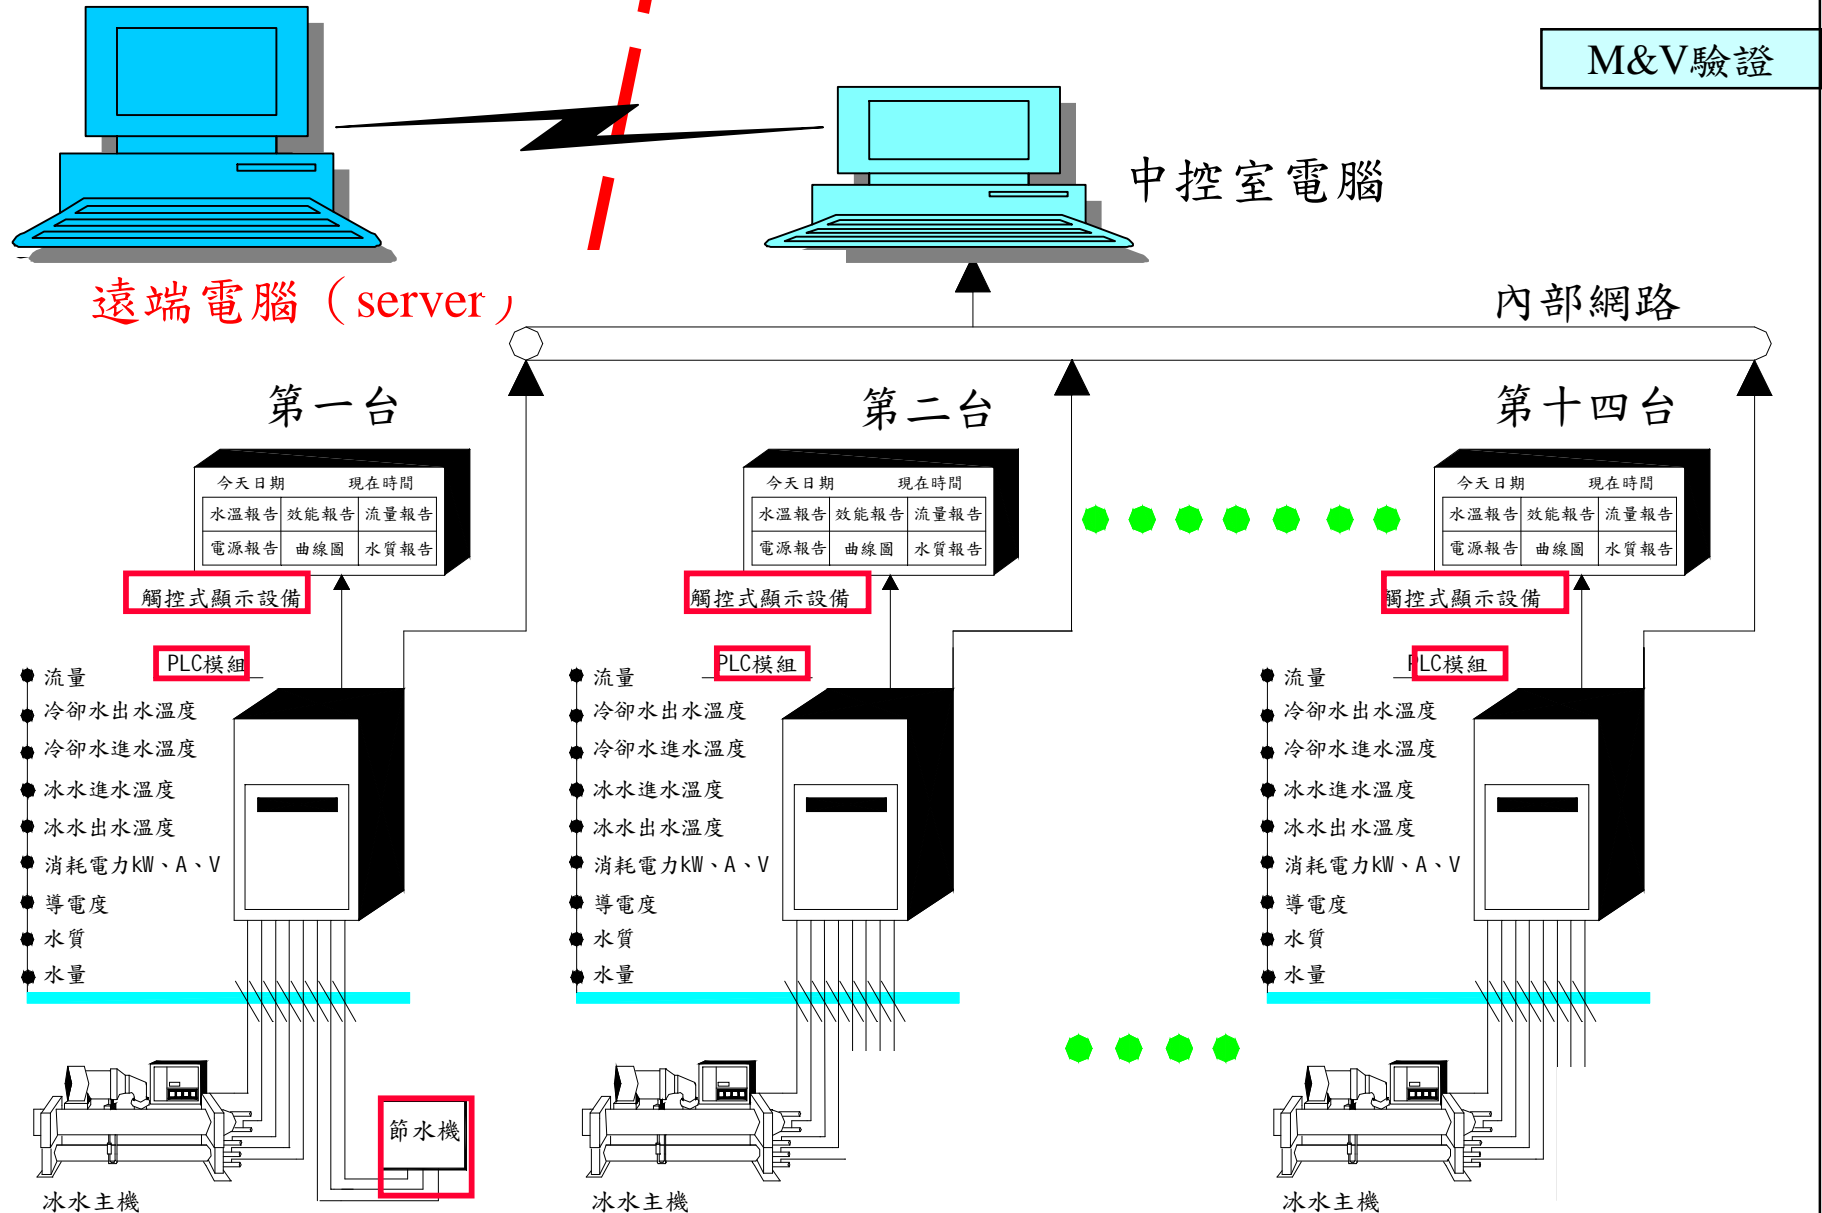 M&V驗證
中控室電腦
遠端電腦（server）
內部網路
第一台
第二台
第十四台
今天日期 現在時間
水溫報告 效能報告 流量報告
電源報告 曲線圖 水質報告
觸控式顯示設備
PLC模組
流量
冷卻水出水溫度
冷卻水進水溫度
冰水進水溫度
冰水出水溫度
消耗電力kW、A、V
導電度
水質
水量
節水機
冰水主機
今天日期 現在時間
水溫報告 效能報告 流量報告
電源報告 曲線圖 水質報告
觸控式顯示設備
PLC模組
流量
冷卻水出水溫度
冷卻水進水溫度
冰水進水溫度
冰水出水溫度
消耗電力kW、A、V
導電度
水質
水量
冰水主機
今天日期 現在時間
水溫報告 效能報告 流量報告
電源報告 曲線圖 水質報告
觸控式顯示設備
PLC模組
流量
冷卻水出水溫度
冷卻水進水溫度
冰水進水溫度
冰水出水溫度
消耗電力kW、A、V
導電度
水質
水量
冰水主機